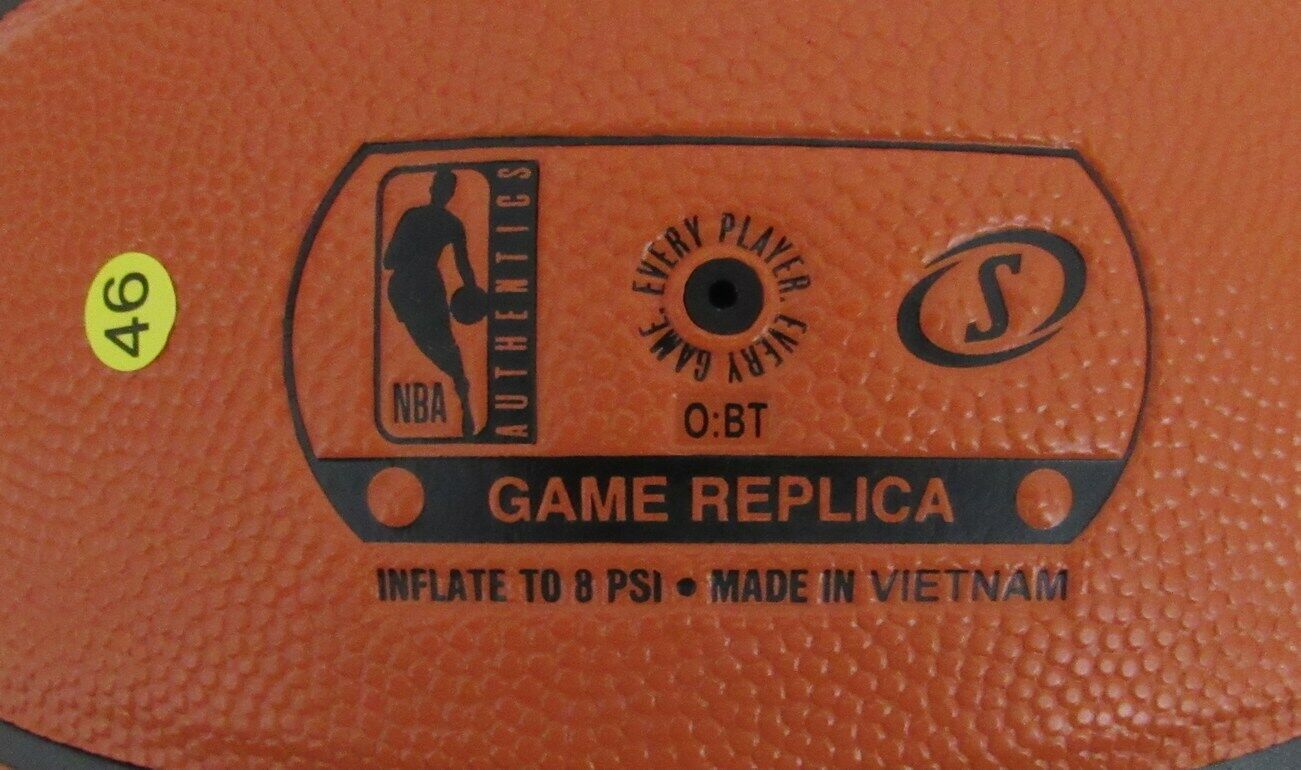 46
NBA
AUTHENTICS
EVERY PLAYER. EVERY GAME.
S
O:BT
GAME REPLICA
INFLATE TO 8 PSI • MADE IN VIETNAM